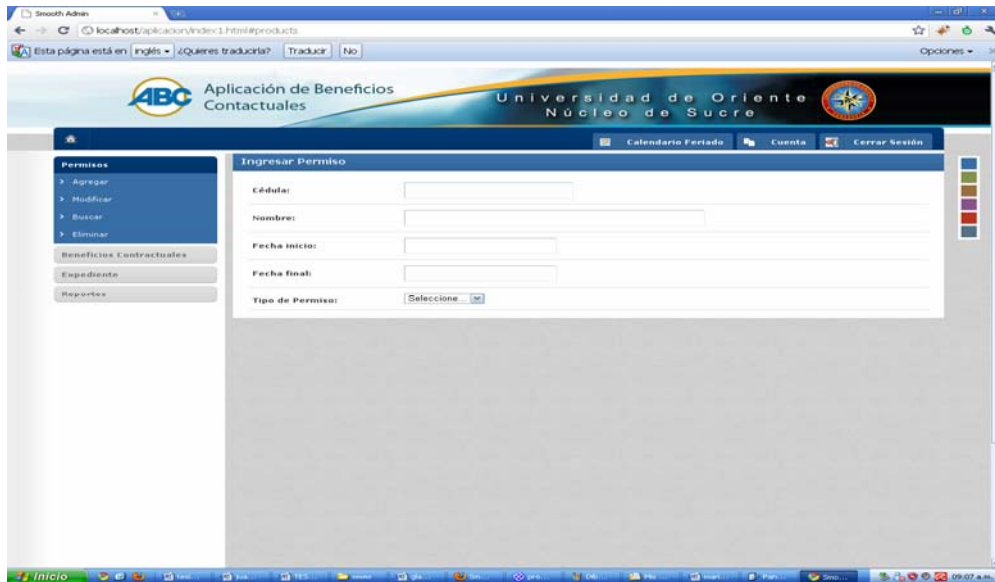 Smooth Admin
localhost/aplicacion/index1.html#products
Esta página está en inglés ¿Quieres traducirla? Traducir No Opciones
ABC Aplicación de Beneficios Contactuales
Universidad de Oriente
Núcleo de Sucre
Calendario Feriado Cuenta Cerrar Sesión
Permisos
> Agregar
> Modificar
> Buscar
> Eliminar
Beneficios Contractuales
Expediente
Reportes
Ingresar Permiso
Cédula:
Nombre:
Fecha inicio:
Fecha final:
Tipo de Permiso: Seleccione...
Inicio
TES...
Smo...
09:07 a.m.